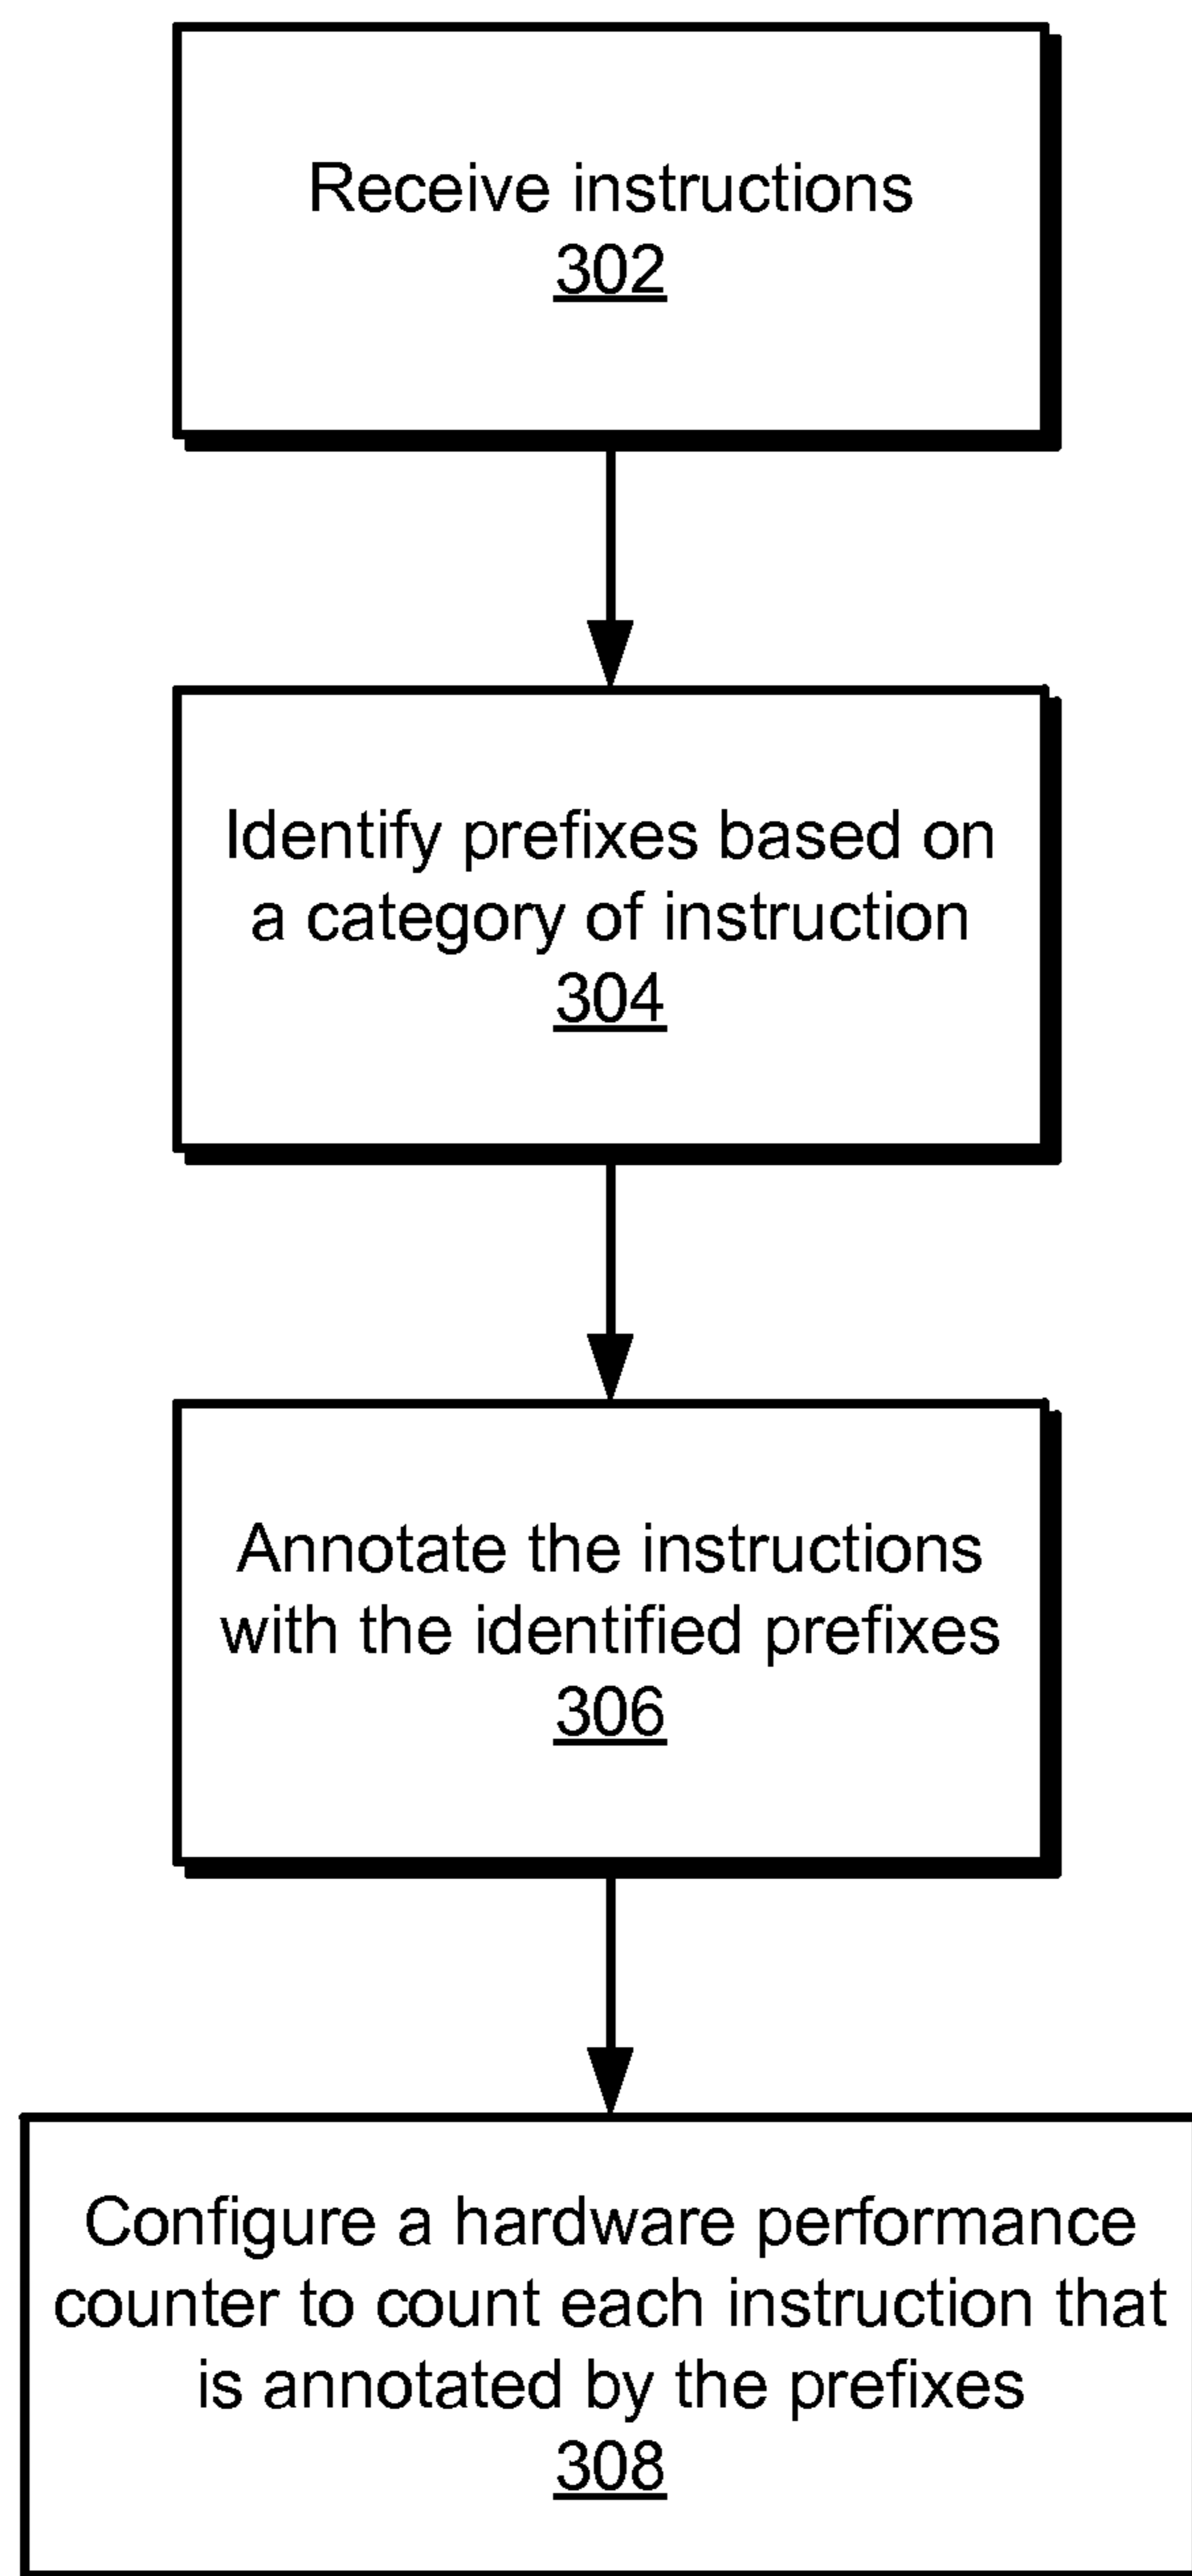 Receive instructions
302
Identify prefixes based on
a category of instruction
304
Annotate the instructions
with the identified prefixes
306
Configure a hardware performance
counter to count each instruction that
is annotated by the prefixes
308